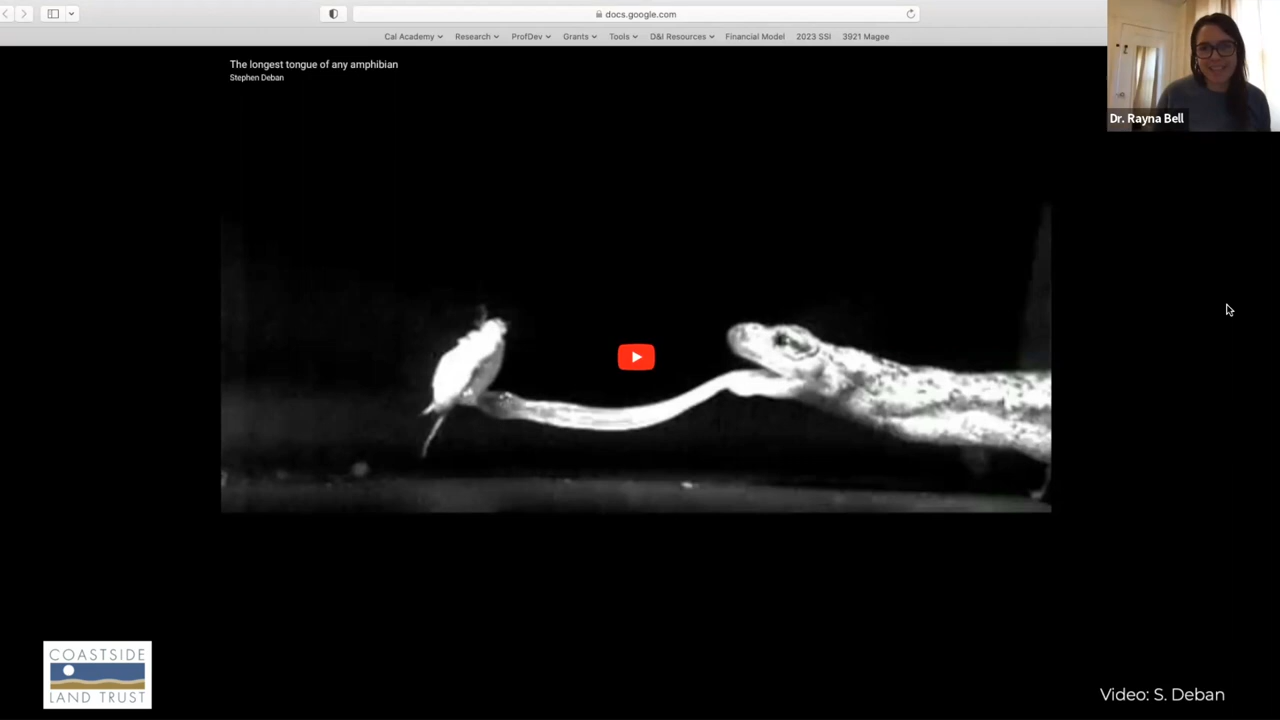 docs.google.com
Cal Academy
Research
ProfDev
Grants
Tools
D&I Resources
Financial Model
2023 SSI
3921 Magee
The longest tongue of any amphibian
Stephen Deban
Dr. Rayna Bell
COASTSIDE
LAND TRUST
Video: S. Deban